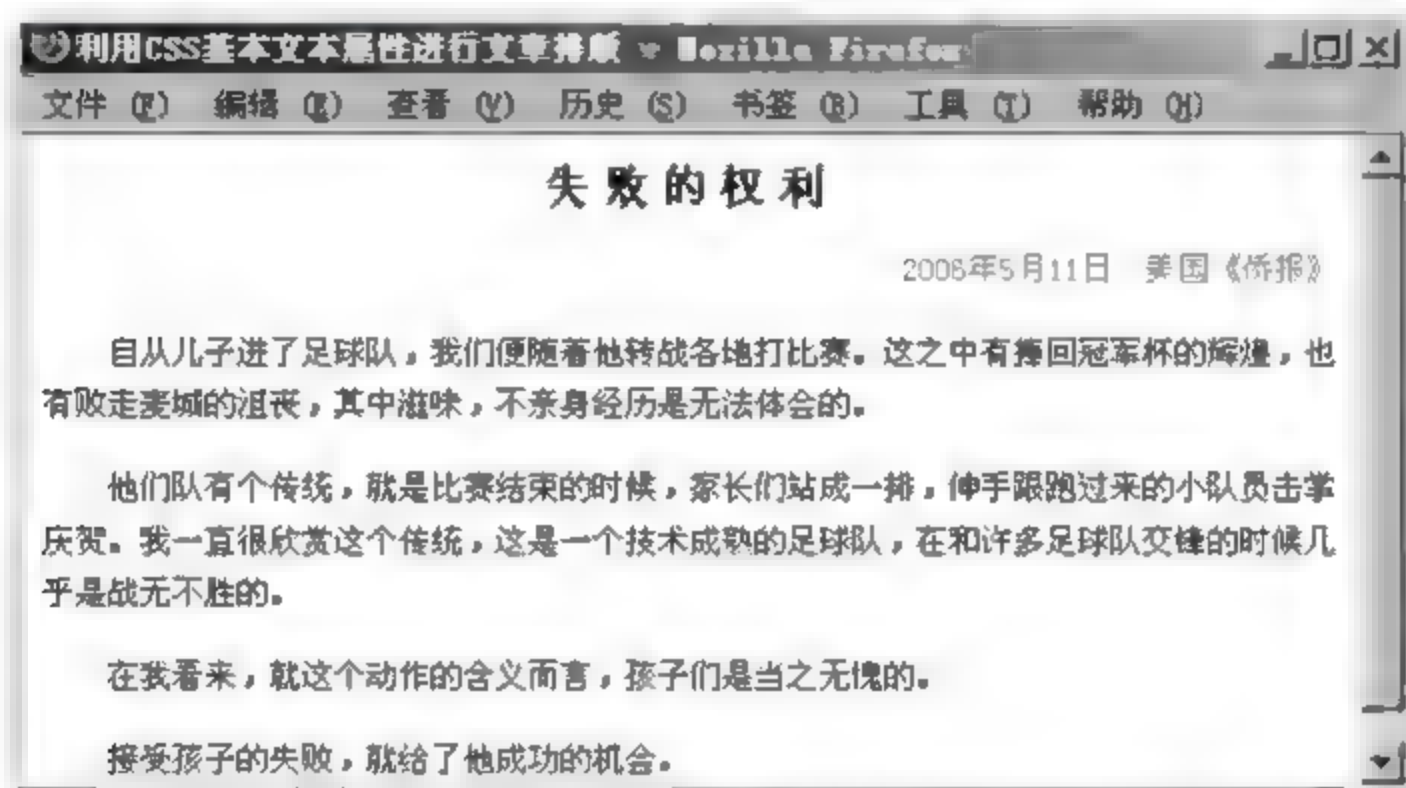 利用CSS基本文本属性进行文章排版 - Mozilla Firefox
文件 (F) 编辑 (E) 查看 (V) 历史 (S) 书签 (B) 工具 (T) 帮助 (H)
失败的权利
2006年5月11日 美国《侨报》
自从儿子进了足球队，我们便随着他转战各地打比赛。这之中有捧回冠军杯的辉煌，也
有败走麦城的沮丧，其中滋味，不亲身经历是无法体会的。
他们队有个传统，就是比赛结束的时候，家长们站成一排，伸手跟跑过来的小队员击掌
庆贺。我一直很欣赏这个传统，这是一个技术成熟的足球队，在和许多足球队交锋的时候几
乎是战无不胜的。
在我看来，就这个动作的含义而言，孩子们是当之无愧的。
接受孩子的失败，就给了他成功的机会。